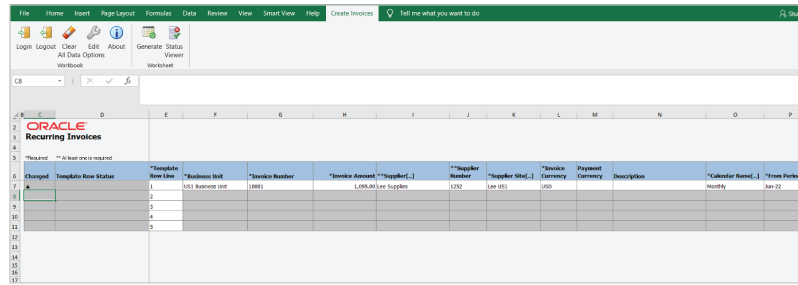 File Home Insert Page Layout Formulas Data Review View Smart View Help Create Invoices Tell me what you want to do Sha
Login Logout Clear All Data Edit Options About Generate Status Viewer
Workbook Worksheet
C8 fx
B C D E F G H I J K L M N O P
2 ORACLE
3 Recurring Invoices
4
5 *Required ** At least one is required
6 Changed Template Row Status *Template Row Line *Business Unit *Invoice Number *Invoice Amount **Supplier[..] **Supplier Number *Supplier Site[..] *Invoice Currency Payment Currency Description *Calendar Name[..] *From Perio
7 ▲ 1 US1 Business Unit 10001 1,095.00 Lee Supplies 1252 Lee US1 USD Monthly Jun-22
8 2
9 3
10 4
11 5
12
13
14
15
16
17